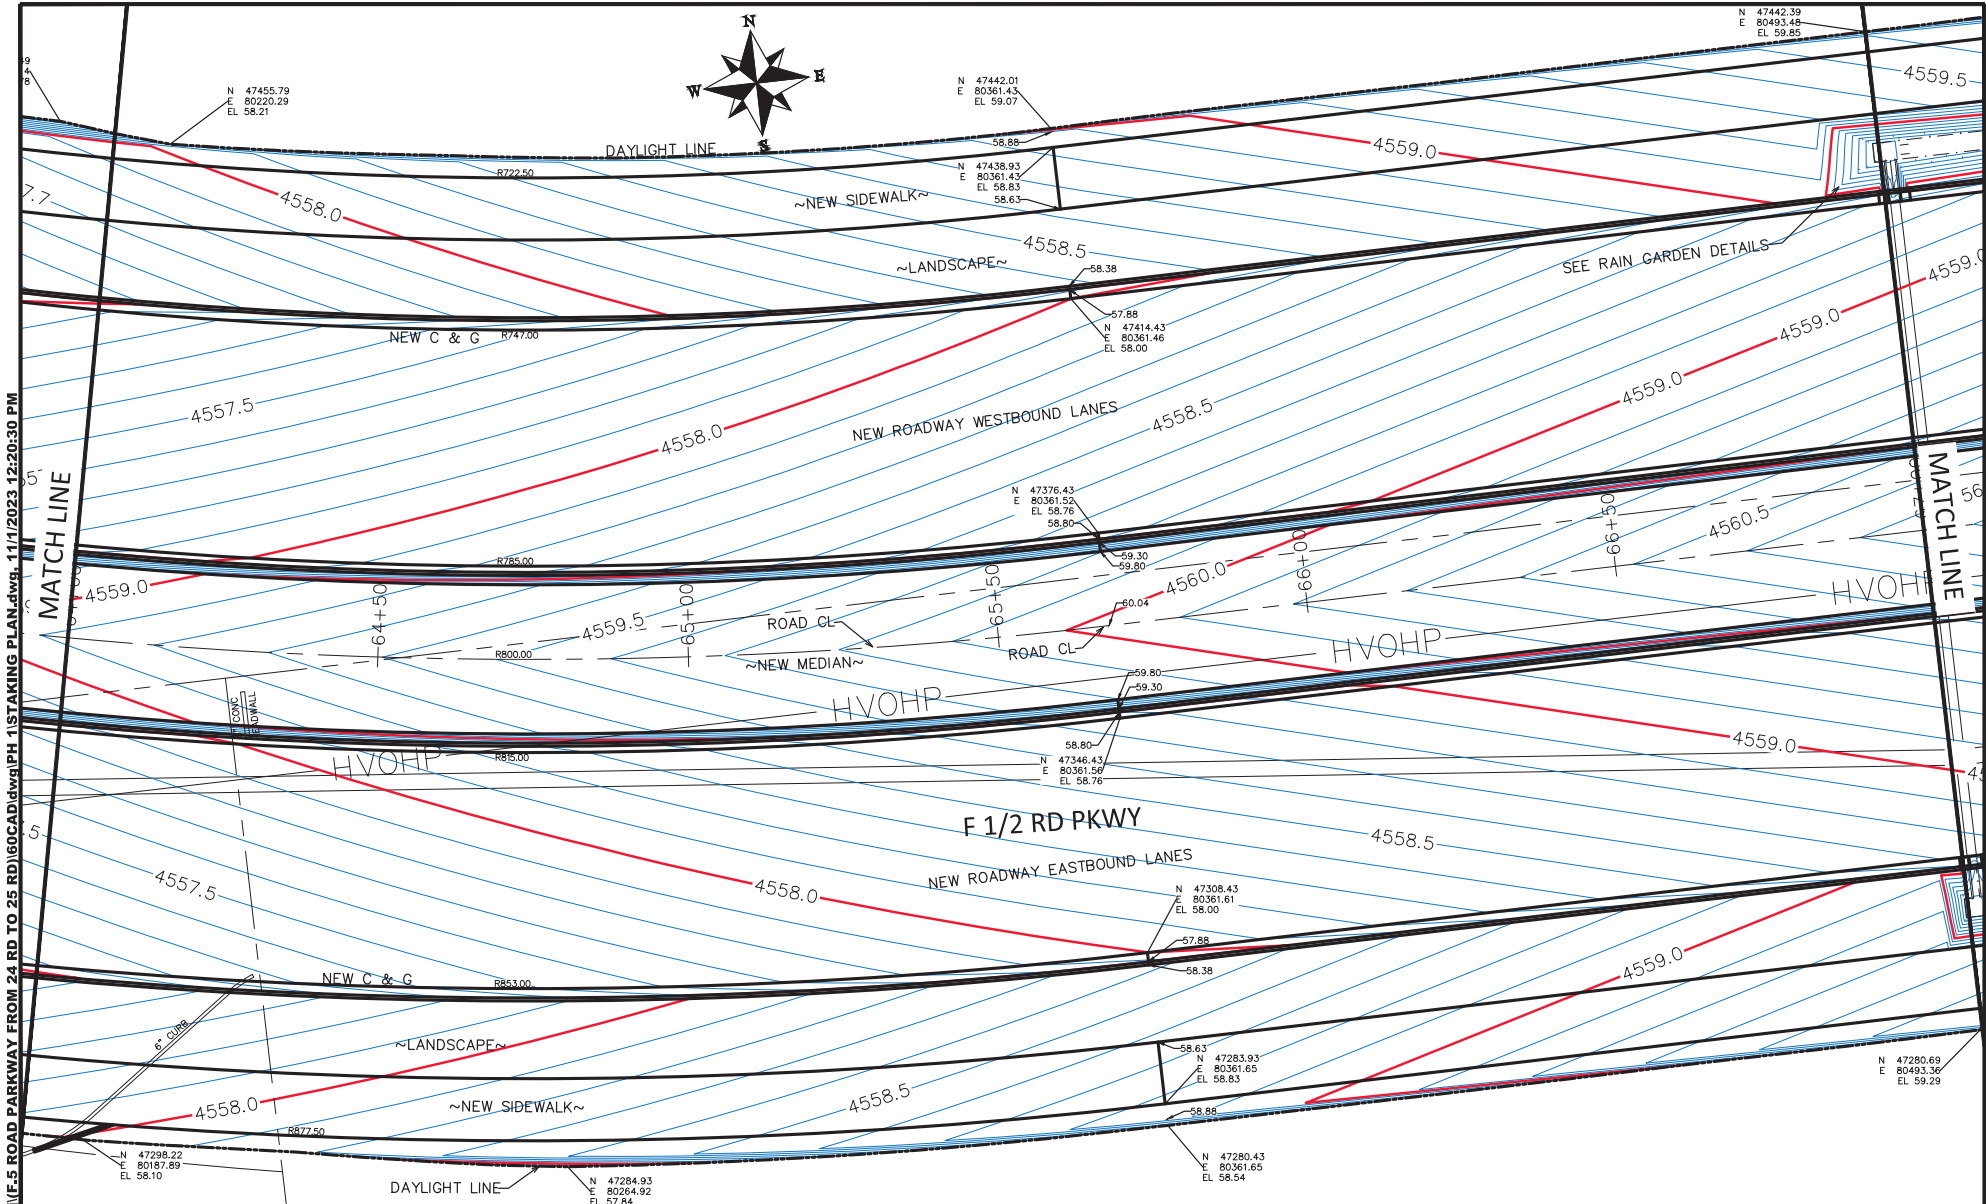 N
E
S
W
N 47442.39
E 80493.48
EL 59.85
N 47455.79
E 80220.29
EL 58.21
N 47442.01
E 80361.43
EL 59.07
4559.5
DAYLIGHT LINE
58.88
4559.0
R722.50
N 47438.93
E 80361.43
EL 58.83
58.63
7.7
4558.0
~NEW SIDEWALK~
4558.5
~LANDSCAPE~
58.38
SEE RAIN GARDEN DETAILS
4559.0
57.88
4559.0
NEW C & G
R747.00
N 47414.43
E 80361.46
EL 58.00
4557.5
4559.0
4558.0
NEW ROADWAY WESTBOUND LANES
4558.5
MATCH LINE
MATCH LINE
N 47376.43
E 80361.52
EL 58.76
58.80
66+50
4560.5
R785.00
59.30
59.80
66+00
4559.0
64+50
65+00
65+50
4560.0
HVOHP
4559.5
ROAD CL
60.04
R800.00
~NEW MEDIAN~
ROAD CL
HVOHP
59.80
59.30
HVOHP
CONC
58.80
4559.0
HVOHP
R815.00
N 47346.43
E 80361.56
EL 58.76
F 1/2 RD PKWY
.5
4558.5
4557.5
4558.0
NEW ROADWAY EASTBOUND LANES
N 47308.43
E 80361.61
EL 58.00
57.88
58.38
4559.0
NEW C & G
R853.00
6" CURB
~LANDSCAPE~
58.63
N 47283.93
E 80361.65
EL 58.83
N 47280.69
E 80493.36
EL 59.29
4558.0
~NEW SIDEWALK~
4558.5
58.88
R877.50
N 47298.22
E 80187.89
EL 58.10
N 47280.43
E 80361.65
EL 58.54
DAYLIGHT LINE
N 47284.93
E 80264.92
EL 57.84
\(F.5 ROAD PARKWAY FROM 24 RD TO 25 RD)\60CAD\dwg\PH 1\STAKING PLAN.dwg, 11/1/2023 12:20:30 PM